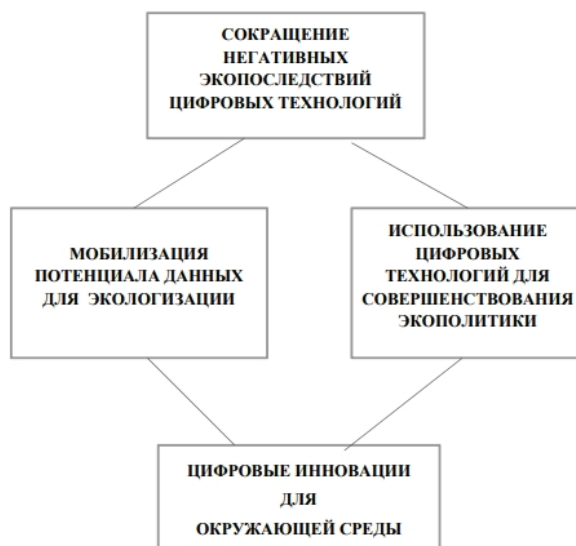 СОКРАЩЕНИЕ
НЕГАТИВНЫХ
ЭКОПОСЛЕДСТВИЙ
ЦИФРОВЫХ ТЕХНОЛОГИЙ
МОБИЛИЗАЦИЯ
ПОТЕНЦИАЛА ДАННЫХ
ДЛЯ ЭКОЛОГИЗАЦИИ
ИСПОЛЬЗОВАНИЕ
ЦИФРОВЫХ
ТЕХНОЛОГИЙ ДЛЯ
СОВЕРШЕНСТВОВАНИЯ
ЭКОПОЛИТИКИ
ЦИФРОВЫЕ ИННОВАЦИИ
ДЛЯ
ОКРУЖАЮЩЕЙ СРЕДЫ